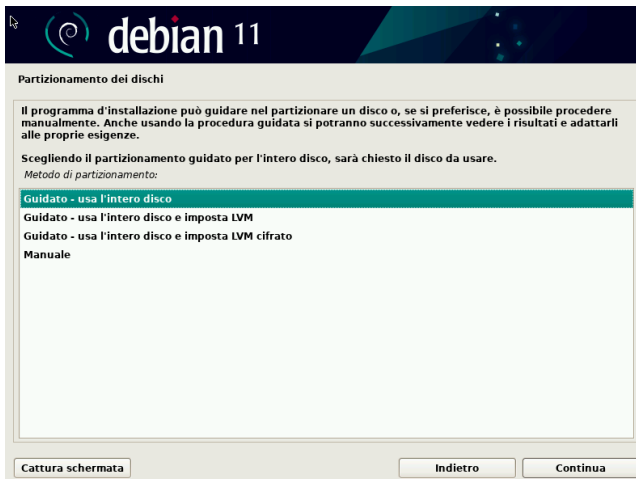 debian 11
Partizionamento dei dischi
Il programma d'installazione può guidare nel partizionare un disco o, se si preferisce, è possibile procedere
manualmente. Anche usando la procedura guidata si potranno successivamente vedere i risultati e adattarli
alle proprie esigenze.
Scegliendo il partizionamento guidato per l'intero disco, sarà chiesto il disco da usare.
Metodo di partizionamento:
Guidato - usa l'intero disco
Guidato - usa l'intero disco e imposta LVM
Guidato - usa l'intero disco e imposta LVM cifrato
Manuale
Cattura schermata
Indietro
Continua